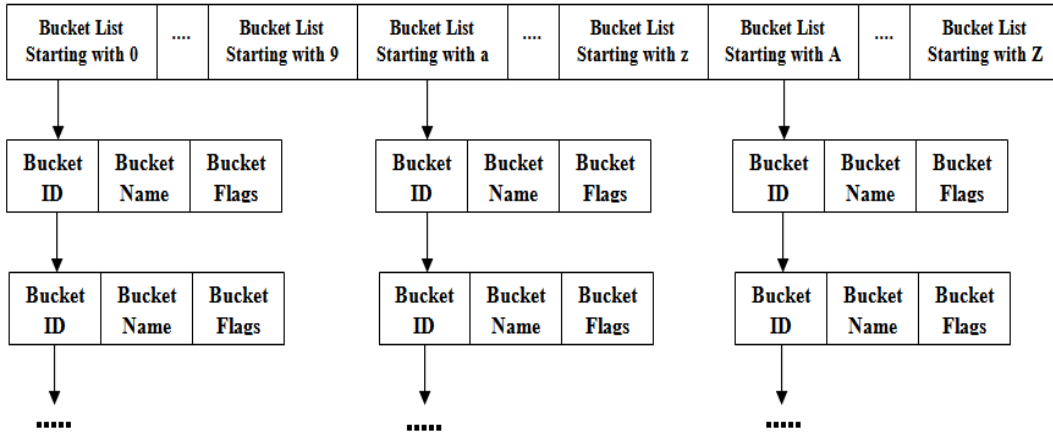 Bucket List
Starting with 0
....
Bucket List
Starting with 9
Bucket List
Starting with a
....
Bucket List
Starting with z
Bucket List
Starting with A
....
Bucket List
Starting with Z
Bucket
ID
Bucket
Name
Bucket
Flags
Bucket
ID
Bucket
Name
Bucket
Flags
Bucket
ID
Bucket
Name
Bucket
Flags
Bucket
ID
Bucket
Name
Bucket
Flags
Bucket
ID
Bucket
Name
Bucket
Flags
Bucket
ID
Bucket
Name
Bucket
Flags
.....
.....
.....